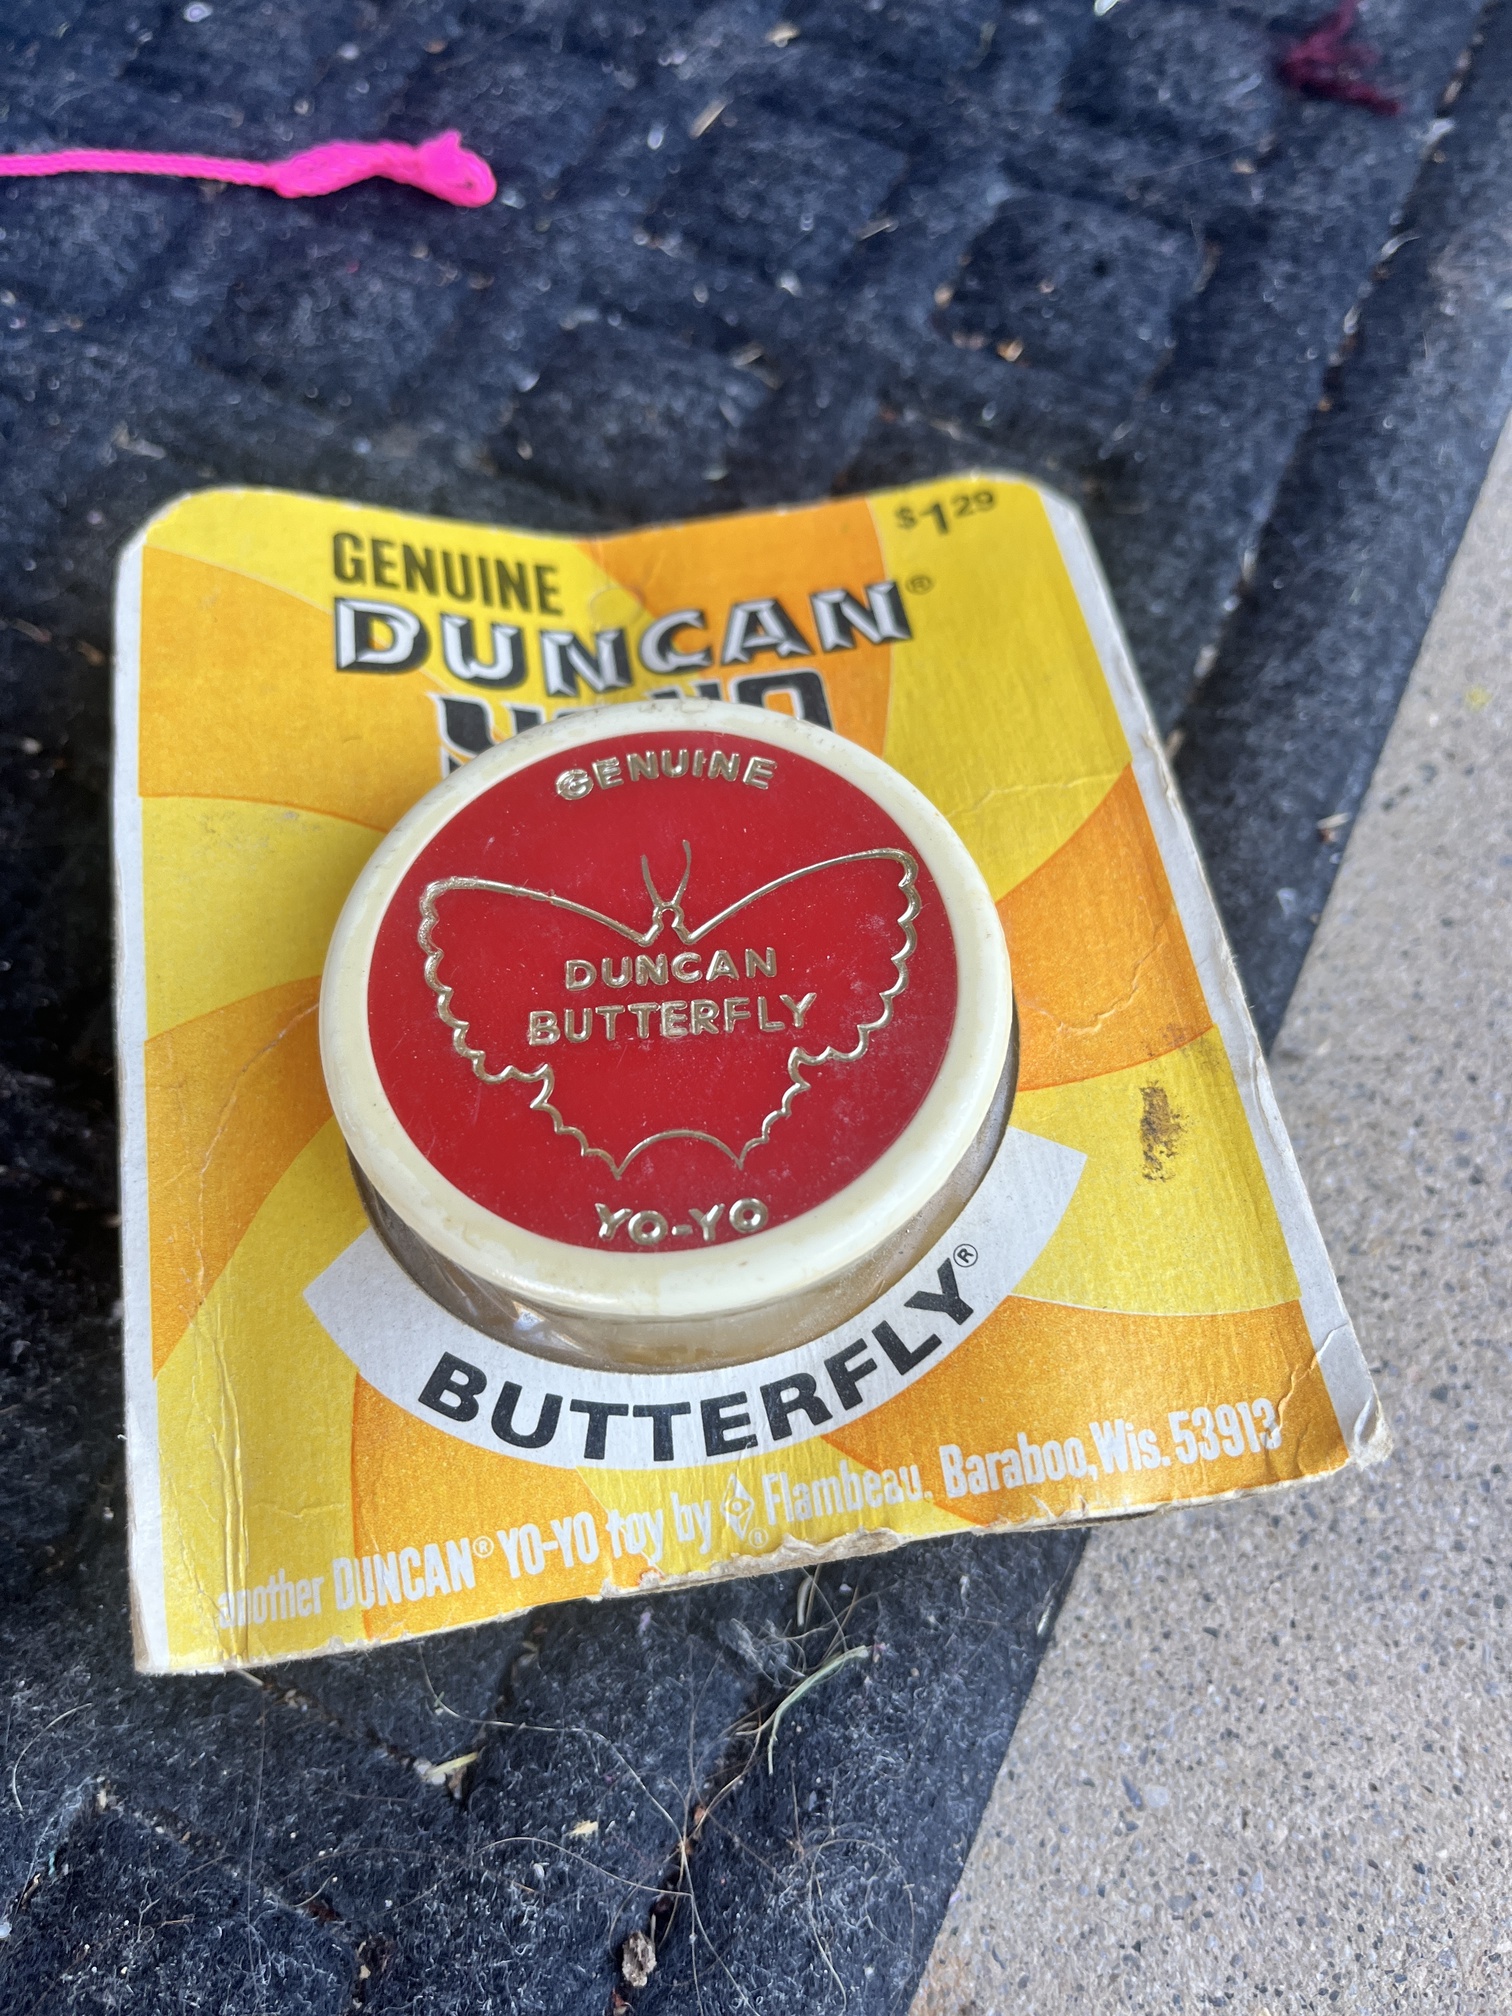 $1.29
GENUINE
DUNCAN®
GENUINE
DUNCAN
BUTTERFLY
YO-YO
BUTTERFLY®
another DUNCAN® YO-YO toy by Flambeau, Baraboo, Wis. 53913